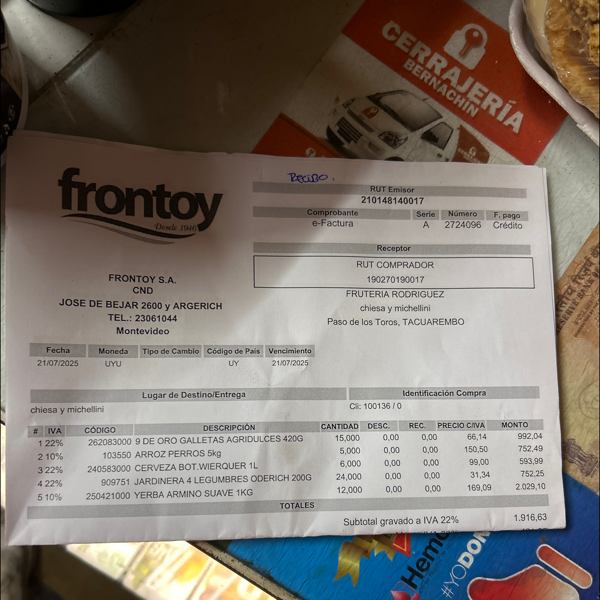 CERRAJERÍA
BERNACHÍN
frontoy
Desde 1946
FRONTOY S.A.
CND
JOSE DE BEJAR 2600 y ARGERICH
TEL.: 23061044
Montevideo
RUT Emisor
210148140017
Comprobante Serie Número F. pago
e-Factura A 2724096 Crédito
Receptor
RUT COMPRADOR
190270190017
FRUTERIA RODRIGUEZ
chiesa y michellini
Paso de los Toros, TACUAREMBO
Fecha Moneda Tipo de Cambio Código de País Vencimiento
21/07/2025 UYU UY 21/07/2025
Lugar de Destino/Entrega Identificación Compra
chiesa y michellini Cli: 100136 / 0
# IVA CÓDIGO DESCRIPCIÓN CANTIDAD DESC. REC. PRECIO C/IVA MONTO
1 22% 262083000 9 DE ORO GALLETAS AGRIDULCES 420G 15,000 0,00 0,00 66,14 992,04
2 10% 103550 ARROZ PERROS 5kg 5,000 0,00 0,00 150,50 752,49
3 22% 240583000 CERVEZA BOT.WIERQUER 1L 6,000 0,00 0,00 99,00 593,99
4 22% 909751 JARDINERA 4 LEGUMBRES ODERICH 200G 24,000 0,00 0,00 31,34 752,25
5 10% 250421000 YERBA ARMINO SUAVE 1KG 12,000 0,00 0,00 169,09 2.029,10
TOTALES
Subtotal gravado a IVA 22% 1.916,63
#YODON